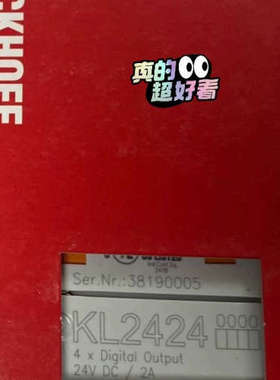 CKHOFF
真的
超好看
Ser.Nr.:38190005
KL2424
0000
4 x Digital Output
24V DC / 2A